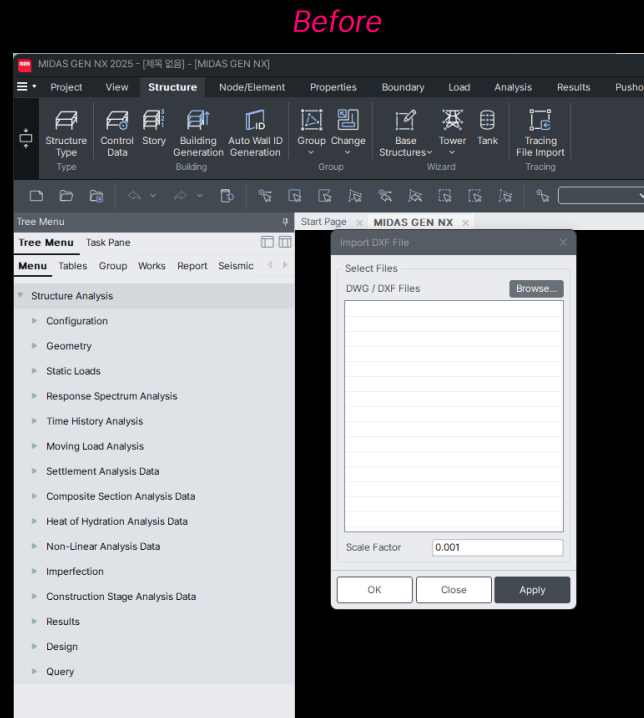 Before
GEN MIDAS GEN NX 2025 - [제목 없음] - [MIDAS GEN NX]
Project View Structure Node/Element Properties Boundary Load Analysis Results Pusho
Structure Type Control Data Story Building Generation Auto Wall ID Generation Group Change Base Structures Tower Tank Tracing File Import
Type Building Group Wizard Tracing
Tree Menu Start Page MIDAS GEN NX
Tree Menu Task Pane
Menu Tables Group Works Report Seismic
Structure Analysis
Configuration
Geometry
Static Loads
Response Spectrum Analysis
Time History Analysis
Moving Load Analysis
Settlement Analysis Data
Composite Section Analysis Data
Heat of Hydration Analysis Data
Non-Linear Analysis Data
Imperfection
Construction Stage Analysis Data
Results
Design
Query
Import DXF File
Select Files
DWG / DXF Files Browse...
Scale Factor 0.001
OK Close Apply